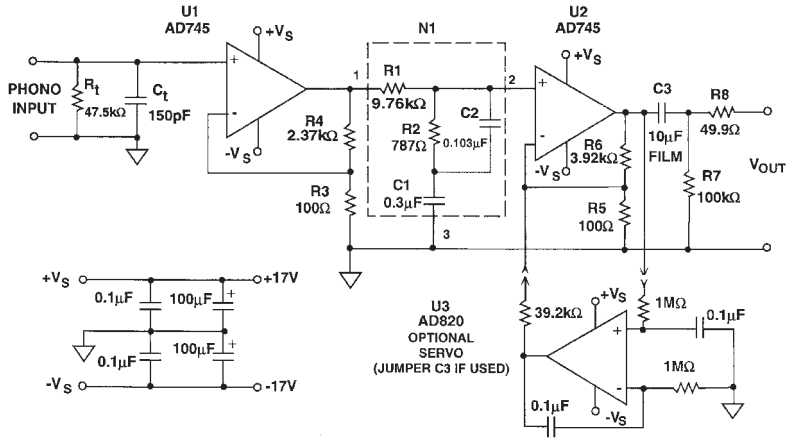 U1
AD745
+VS
-VS
PHONO
INPUT
Rt
47.5kΩ
Ct
150pF
+
-
R4
2.37kΩ
R3
100Ω
N1
1
R1
9.76kΩ
R2
787Ω
C2
0.103µF
C1
0.3µF
2
3
U2
AD745
+VS
-VS
+
-
R6
3.92kΩ
R5
100Ω
C3
10µF
FILM
R8
49.9Ω
R7
100kΩ
VOUT
+VS
+17V
0.1µF
100µF
+
0.1µF
100µF
+
-VS
-17V
U3
AD820
OPTIONAL
SERVO
(JUMPER C3 IF USED)
39.2kΩ
+VS
-VS
+
-
1MΩ
0.1µF
1MΩ
0.1µF